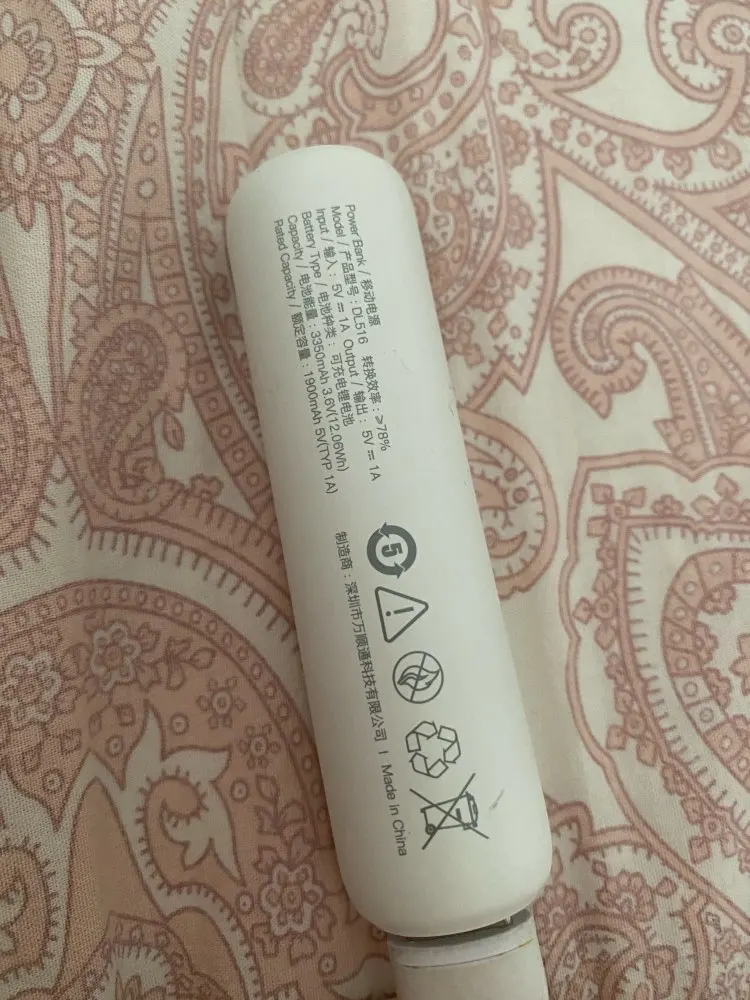 Power Bank / 移动电源
Model / 产品型号：DL516 转换效率：≥78%
Input / 输入：5V⎓1A Output / 输出：5V⎓1A
Battery Type / 电池种类：可充电锂电池
Capacity / 电池能量：3350mAh 3.6V(12.06Wh)
Rated Capacity / 额定容量：1900mAh 5V(TYP 1A)
5
制造商：深圳市万顺通科技有限公司 | Made in China